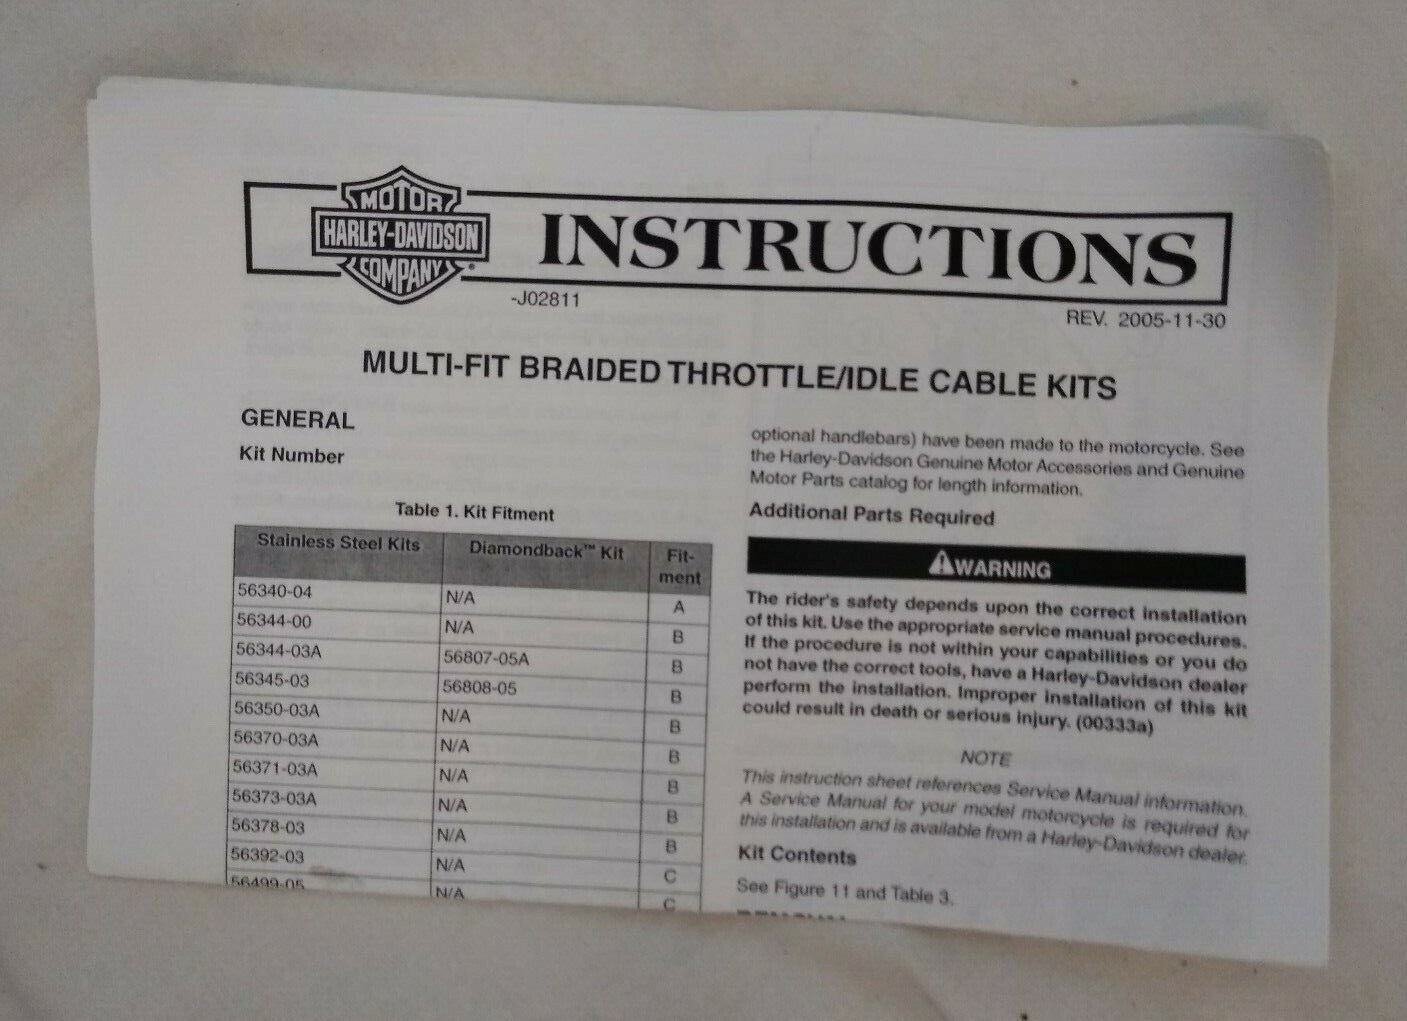 MOTOR
HARLEY-DAVIDSON
COMPANY
INSTRUCTIONS
-J02811
REV. 2005-11-30
MULTI-FIT BRAIDED THROTTLE/IDLE CABLE KITS
GENERAL
Kit Number
Table 1. Kit Fitment
Stainless Steel Kits Diamondback™ Kit Fit-
ment
56340-04 N/A A
56344-00 N/A B
56344-03A 56807-05A B
56345-03 56808-05 B
56350-03A N/A B
56370-03A N/A B
56371-03A N/A B
56373-03A N/A B
56378-03 N/A B
56392-03 N/A C
56499-05 N/A C
optional handlebars) have been made to the motorcycle. See
the Harley-Davidson Genuine Motor Accessories and Genuine
Motor Parts catalog for length information.
Additional Parts Required
WARNING
The rider's safety depends upon the correct installation
of this kit. Use the appropriate service manual procedures.
If the procedure is not within your capabilities or you do
not have the correct tools, have a Harley-Davidson dealer
perform the installation. Improper installation of this kit
could result in death or serious injury. (00333a)
NOTE
This instruction sheet references Service Manual information.
A Service Manual for your model motorcycle is required for
this installation and is available from a Harley-Davidson dealer.
Kit Contents
See Figure 11 and Table 3.